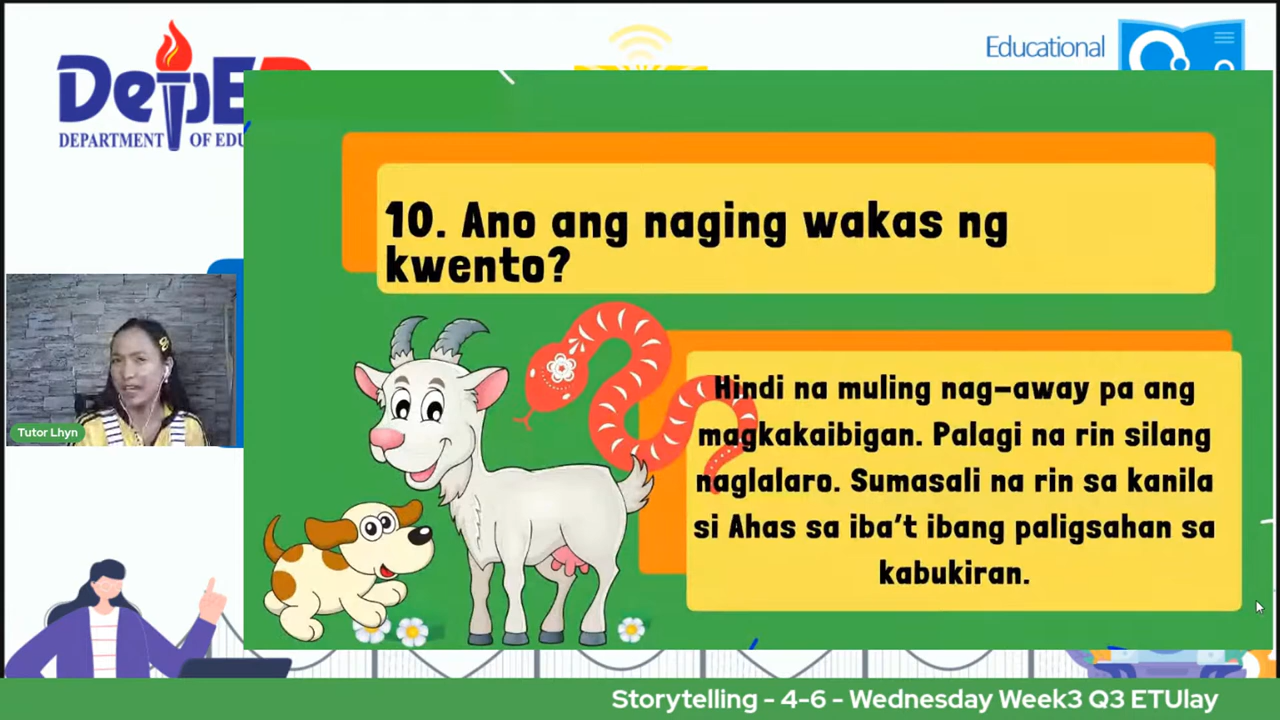 DepED
DEPARTMENT OF EDU
Educational
10. Ano ang naging wakas ng
kwento?
Hindi na muling nag-away pa ang
magkakaibigan. Palagi na rin silang
naglalaro. Sumasali na rin sa kanila
si Ahas sa iba't ibang paligsahan sa
kabukiran.
Tutor Lhyn
Storytelling - 4-6 - Wednesday Week3 Q3 ETUlay